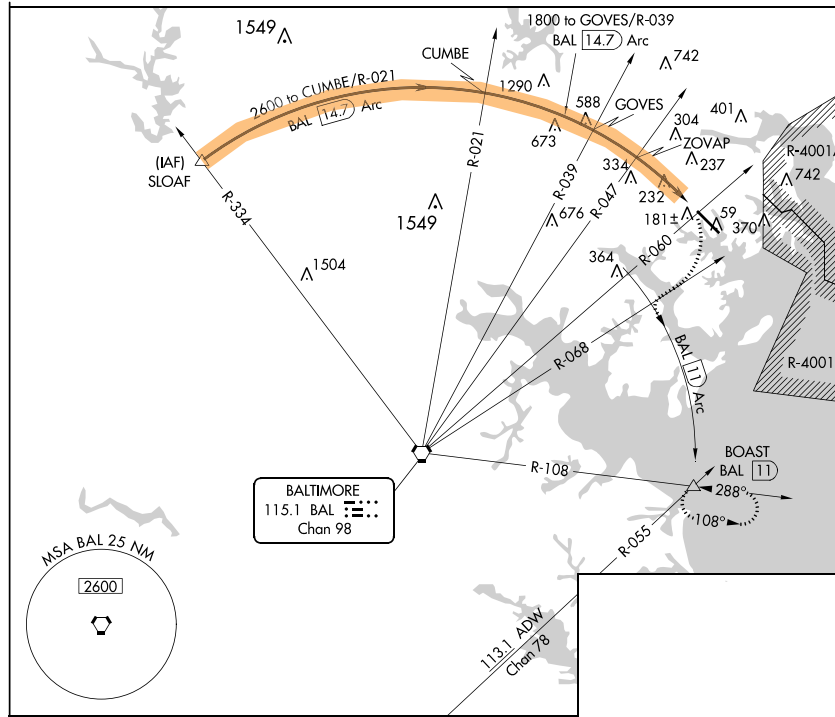 1549
1800 to GOVES/R-039
BAL 14.7 Arc
CUMBE
742
2600 to CUMBE/R-021
BAL 14.7 Arc
1290
588
GOVES
401
673
304
ZOVAP
R-4001A
(IAF)
SLOAF
R-021
R-039
334
237
742
R-334
R-047
232
1549
676
181±
59
370
R-060
1504
364
R-068
BAL 11 Arc
R-4001
BOAST
BAL 11
R-108
288°
108°
BALTIMORE
115.1 BAL
Chan 98
R-055
MSA BAL 25 NM
2600
113.1 ADW
Chan 78